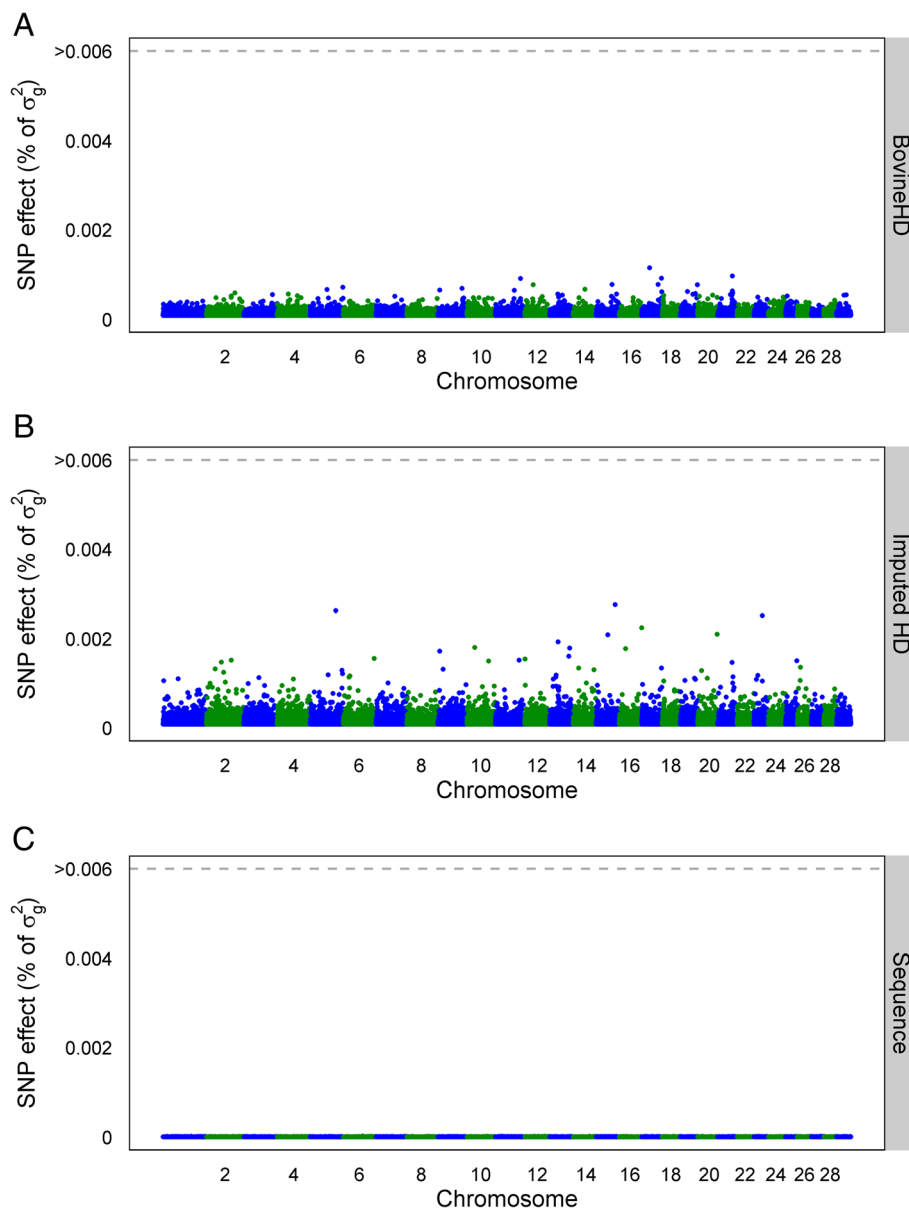 A
SNP effect (% of σ²g)
>0.006
0.004
0.002
0
2 4 6 8 10 12 14 16 18 20 22 24 26 28
Chromosome
BovineHD
B
SNP effect (% of σ²g)
>0.006
0.004
0.002
0
2 4 6 8 10 12 14 16 18 20 22 24 26 28
Chromosome
Imputed HD
C
SNP effect (% of σ²g)
>0.006
0.004
0.002
0
2 4 6 8 10 12 14 16 18 20 22 24 26 28
Chromosome
Sequence